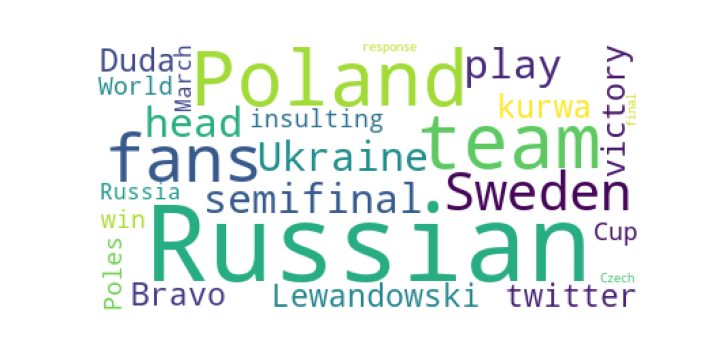 response
Duda
March
Poland
play
victory
World
kurwa
final
head
insulting
team
fans
Ukraine
Russia
semifinal
Sweden
win
Russian
Cup
Poles
Bravo
Lewandowski
twitter
Czech